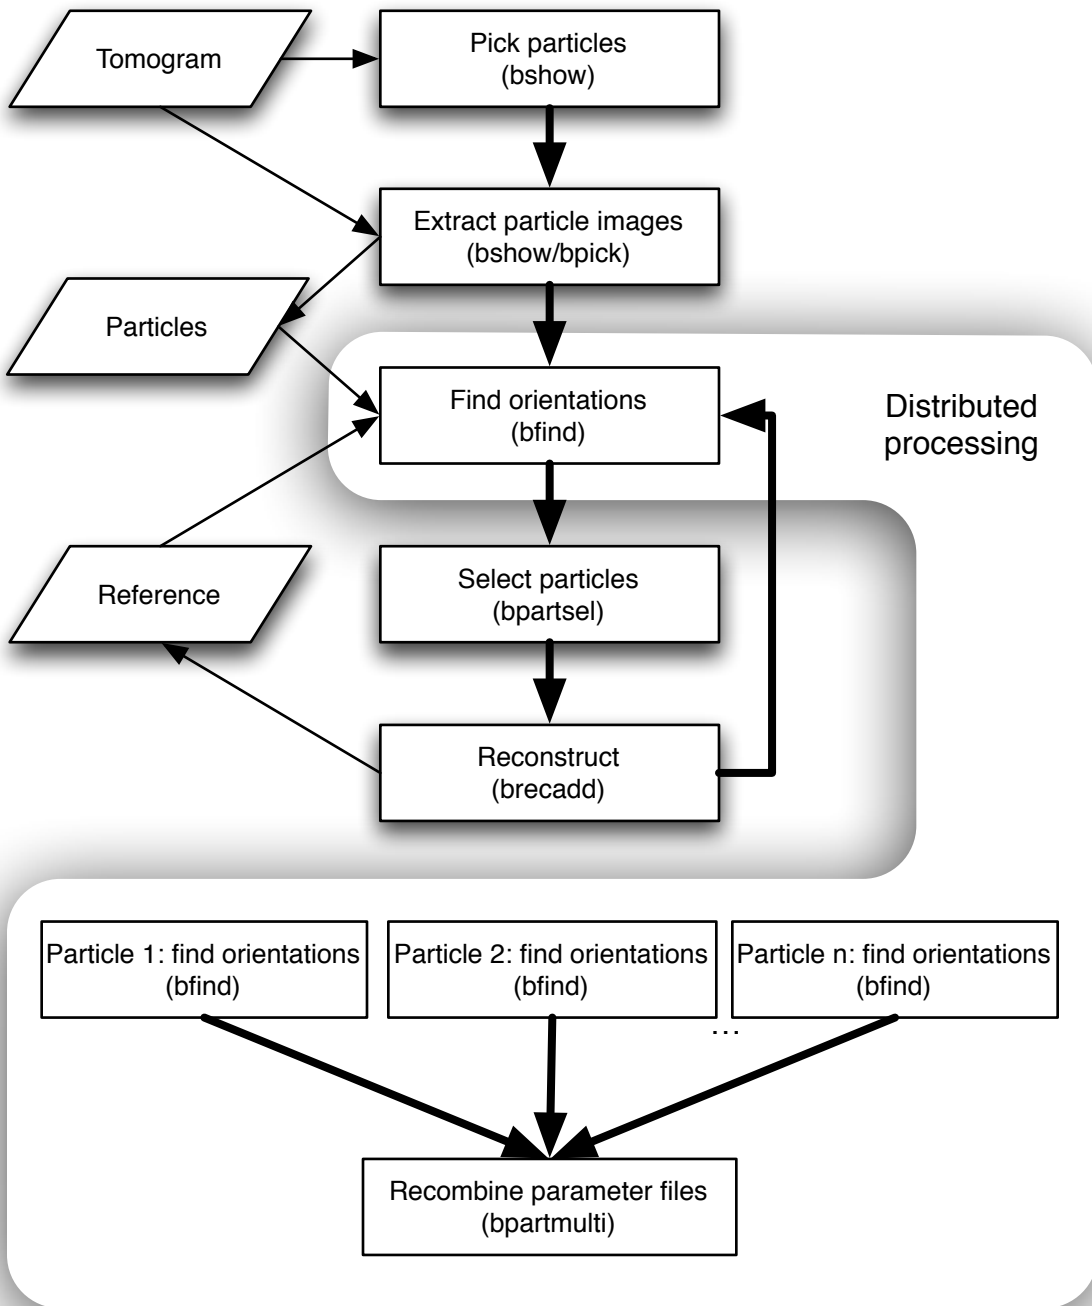 Tomogram
Pick particles
(bshow)
Extract particle images
(bshow/bpick)
Particles
Find orientations
(bfind)
Distributed
processing
Select particles
(bpartsel)
Reference
Reconstruct
(brecadd)
Particle 1: find orientations
(bfind)
Particle 2: find orientations
(bfind)
...
Particle n: find orientations
(bfind)
Recombine parameter files
(bpartmulti)